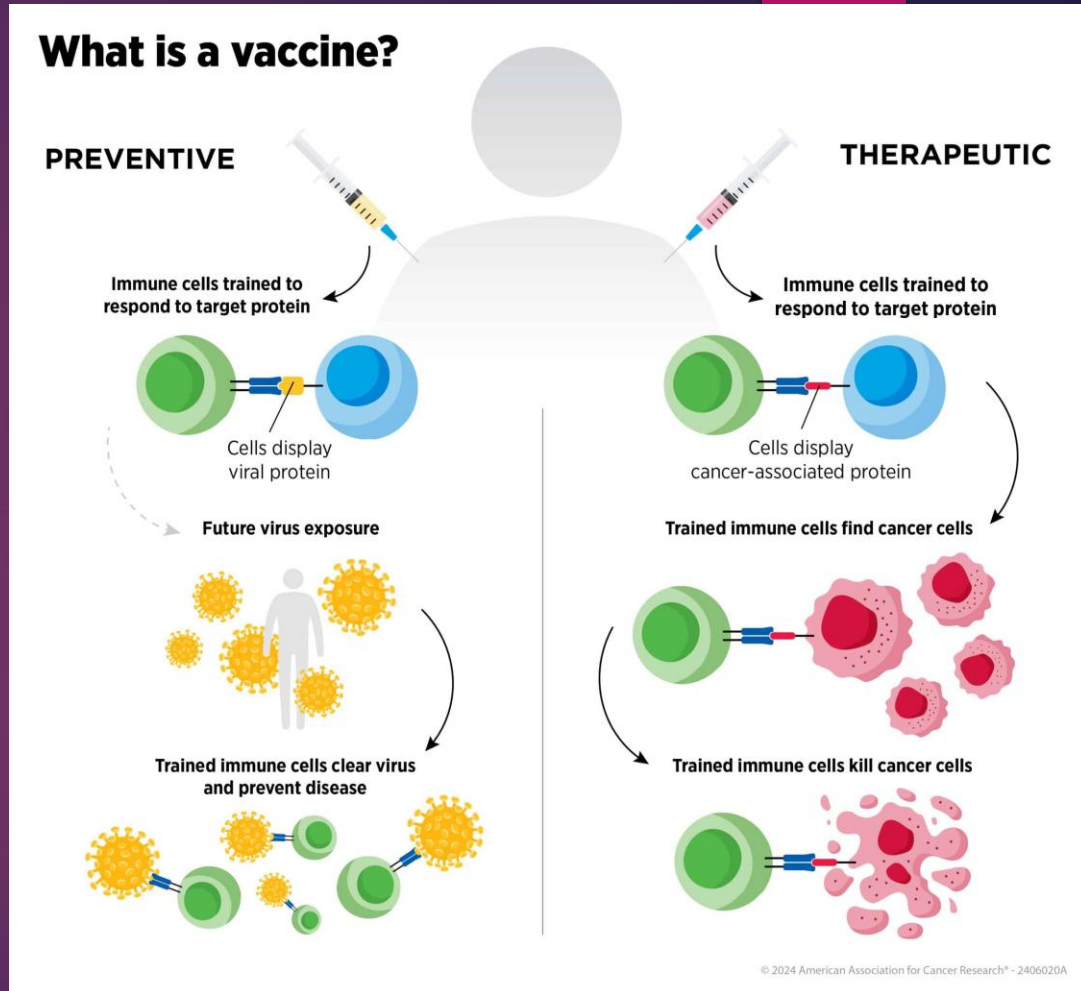 What is a vaccine?
PREVENTIVE
Immune cells trained to
respond to target protein
Cells display
viral protein
Future virus exposure
Trained immune cells clear virus
and prevent disease
THERAPEUTIC
Immune cells trained to
respond to target protein
Cells display
cancer-associated protein
Trained immune cells find cancer cells
Trained immune cells kill cancer cells
© 2024 American Association for Cancer Research® - 2406020A